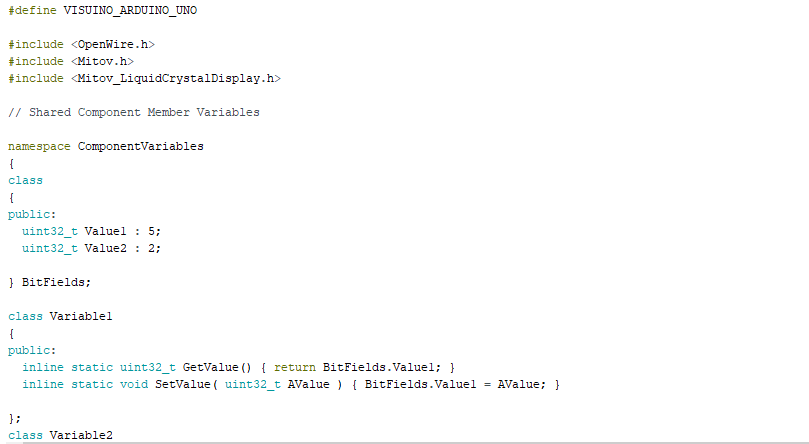 #define VISUINO_ARDUINO_UNO
#include <OpenWire.h>
#include <Mitov.h>
#include <Mitov_LiquidCrystalDisplay.h>
// Shared Component Member Variables
namespace ComponentVariables
{
class
{
public:
uint32_t Value1 : 5;
uint32_t Value2 : 2;
} BitFields;
class Variable1
{
public:
inline static uint32_t GetValue() { return BitFields.Value1; }
inline static void SetValue( uint32_t AValue ) { BitFields.Value1 = AValue; }
};
class Variable2